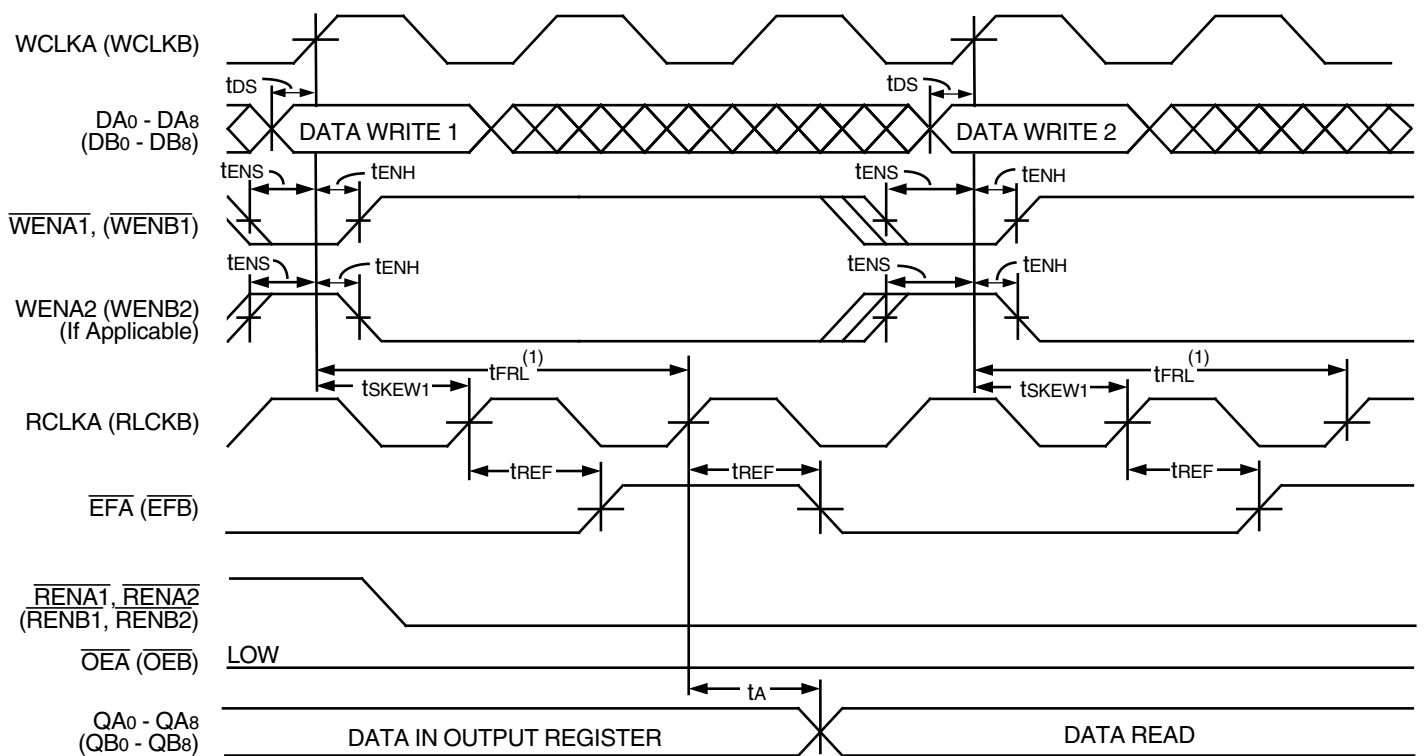 WCLKA (WCLKB)
tDS
tDS
DA0 - DA8
(DB0 - DB8)
DATA WRITE 1
DATA WRITE 2
tENS
tENH
tENS
tENH
WENA1, (WENB1)
tENS
tENH
tENS
tENH
WENA2 (WENB2)
(If Applicable)
tFRL(1)
tFRL(1)
tSKEW1
tSKEW1
RCLKA (RLCKB)
tREF
tREF
tREF
EFA (EFB)
RENA1, RENA2
(RENB1, RENB2)
OEA (OEB)
LOW
tA
QA0 - QA8
(QB0 - QB8)
DATA IN OUTPUT REGISTER
DATA READ